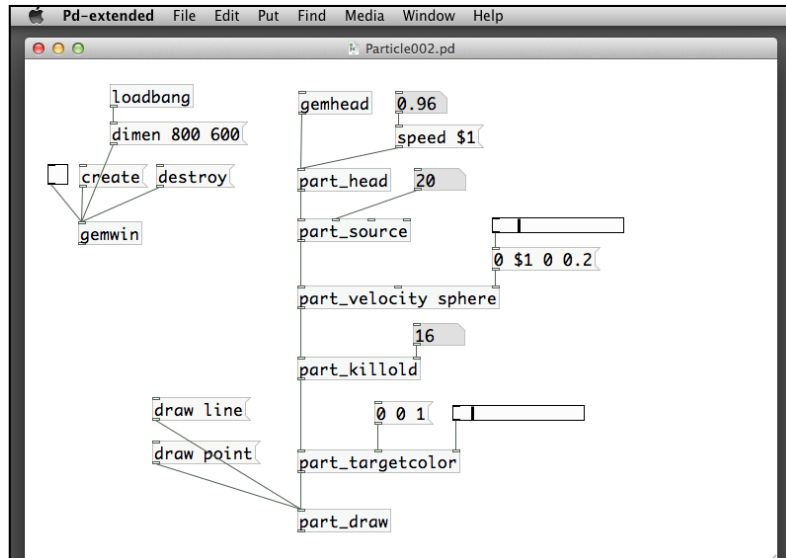 Pd-extended File Edit Put Find Media Window Help
Particle002.pd
loadbang
gemhead
0.96
dimen 800 600
speed $1
create
destroy
part_head
20
gemwin
part_source
0 $1 0 0.2
part_velocity sphere
16
part_killold
draw line
0 0 1
draw point
part_targetcolor
part_draw